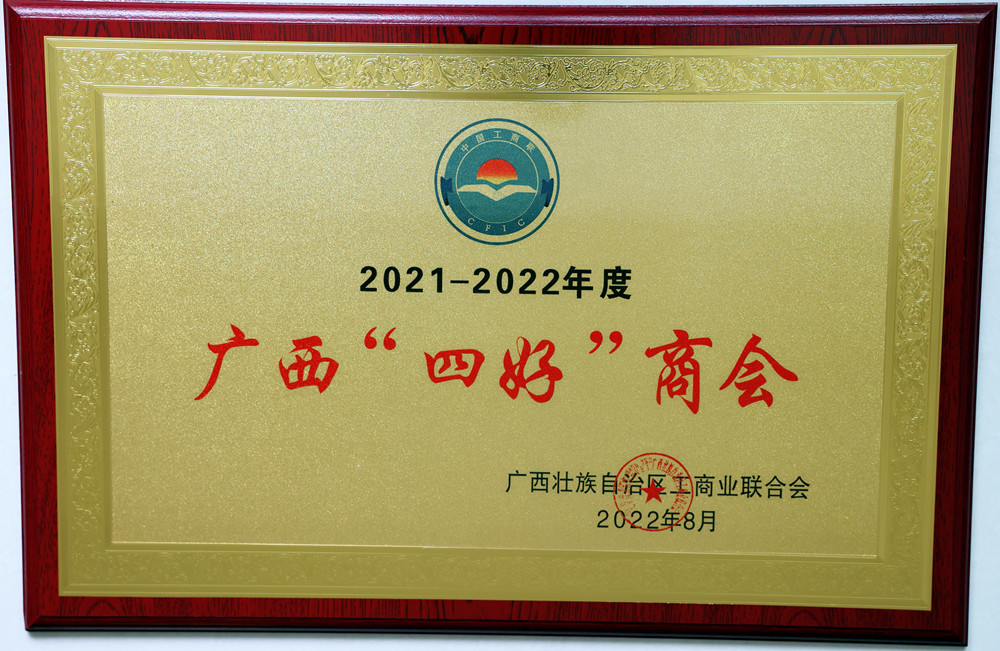 中国工商联
CFIC
2021-2022年度
广西“四好”商会
广西壮族自治区工商业联合会
2022年8月